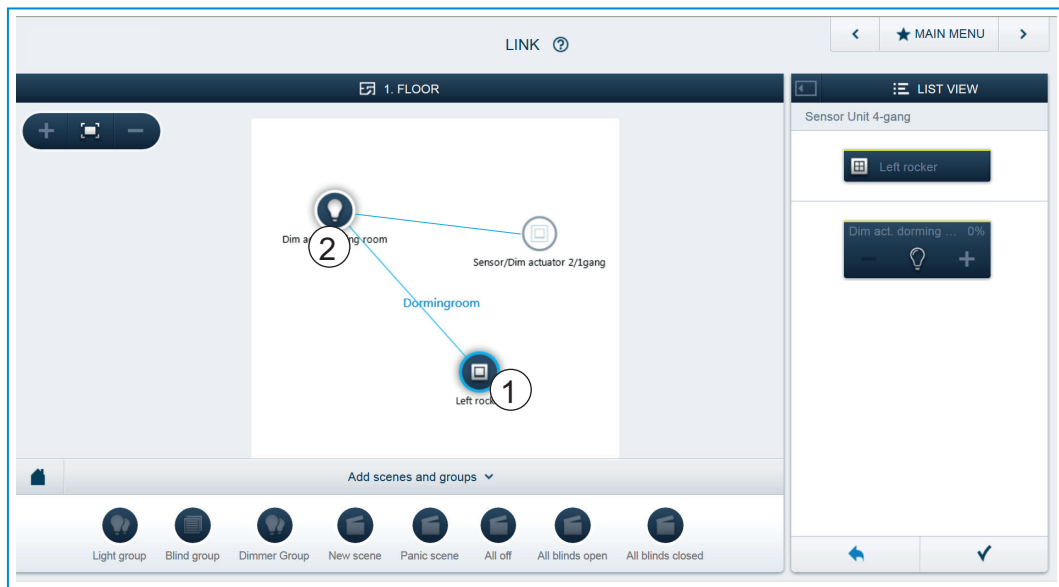 LINK ?
MAIN MENU
1. FLOOR
LIST VIEW
Sensor Unit 4-gang
Left rocker
Dim act. dorming ... 0%
2
Dim a ng room
Sensor/Dim actuator 2/1gang
Dormingroom
1
Left rock
Add scenes and groups
Light group Blind group Dimmer Group New scene Panic scene All off All blinds open All blinds closed